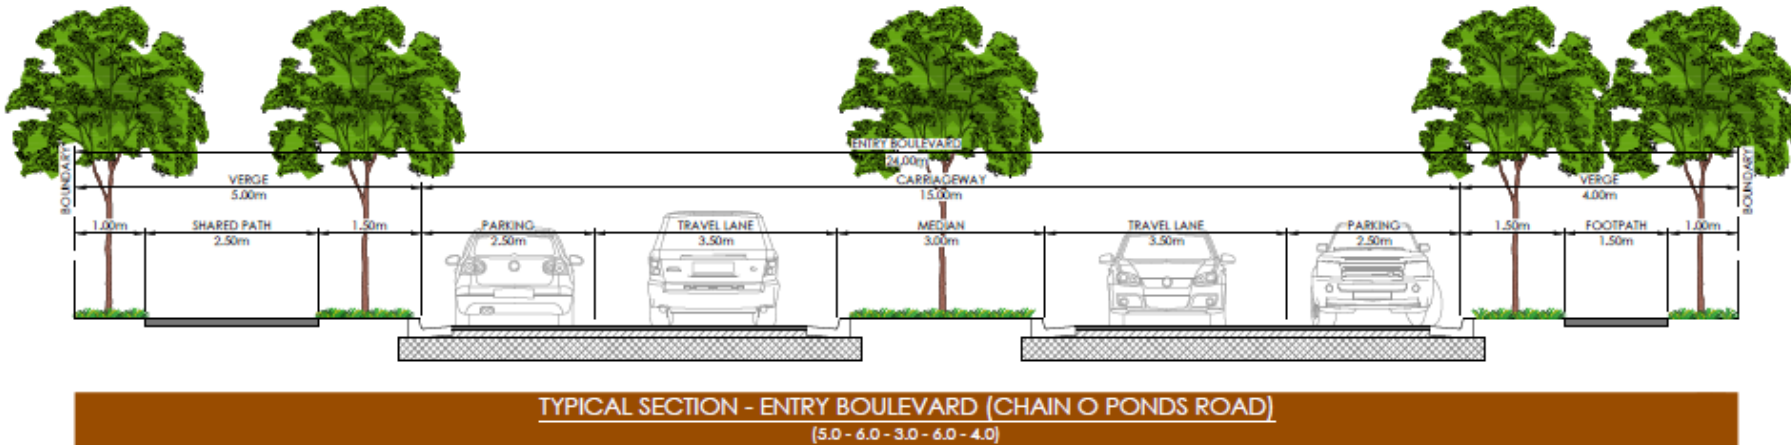 ENTRY BOULEVARD
24.00m
BOUNDARY
VERGE
5.00m
CARRIAGEWAY
15.00m
VERGE
4.00m
BOUNDARY
1.00m
SHARED PATH
2.50m
1.50m
PARKING
2.50m
TRAVEL LANE
3.50m
MEDIAN
3.00m
TRAVEL LANE
3.50m
PARKING
2.50m
1.50m
FOOTPATH
1.50m
1.00m
TYPICAL SECTION - ENTRY BOULEVARD (CHAIN O PONDS ROAD)
(5.0 - 6.0 - 3.0 - 6.0 - 4.0)